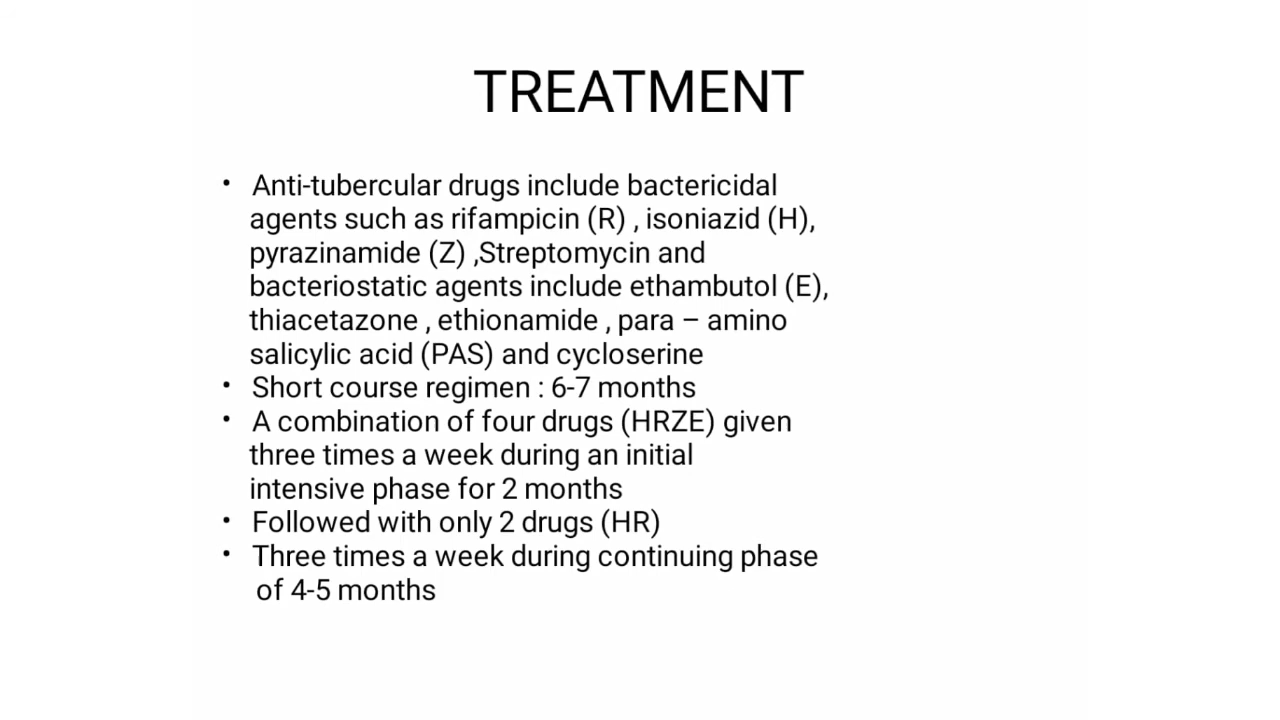 TREATMENT
• Anti-tubercular drugs include bactericidal
agents such as rifampicin (R) , isoniazid (H),
pyrazinamide (Z) ,Streptomycin and
bacteriostatic agents include ethambutol (E),
thiacetazone , ethionamide , para – amino
salicylic acid (PAS) and cycloserine
• Short course regimen : 6-7 months
• A combination of four drugs (HRZE) given
three times a week during an initial
intensive phase for 2 months
• Followed with only 2 drugs (HR)
• Three times a week during continuing phase
of 4-5 months